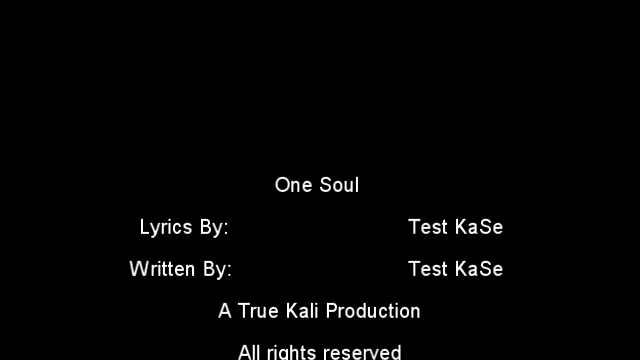 One Soul
Lyrics By: Test KaSe
Written By: Test KaSe
A True Kali Production
All rights reserved